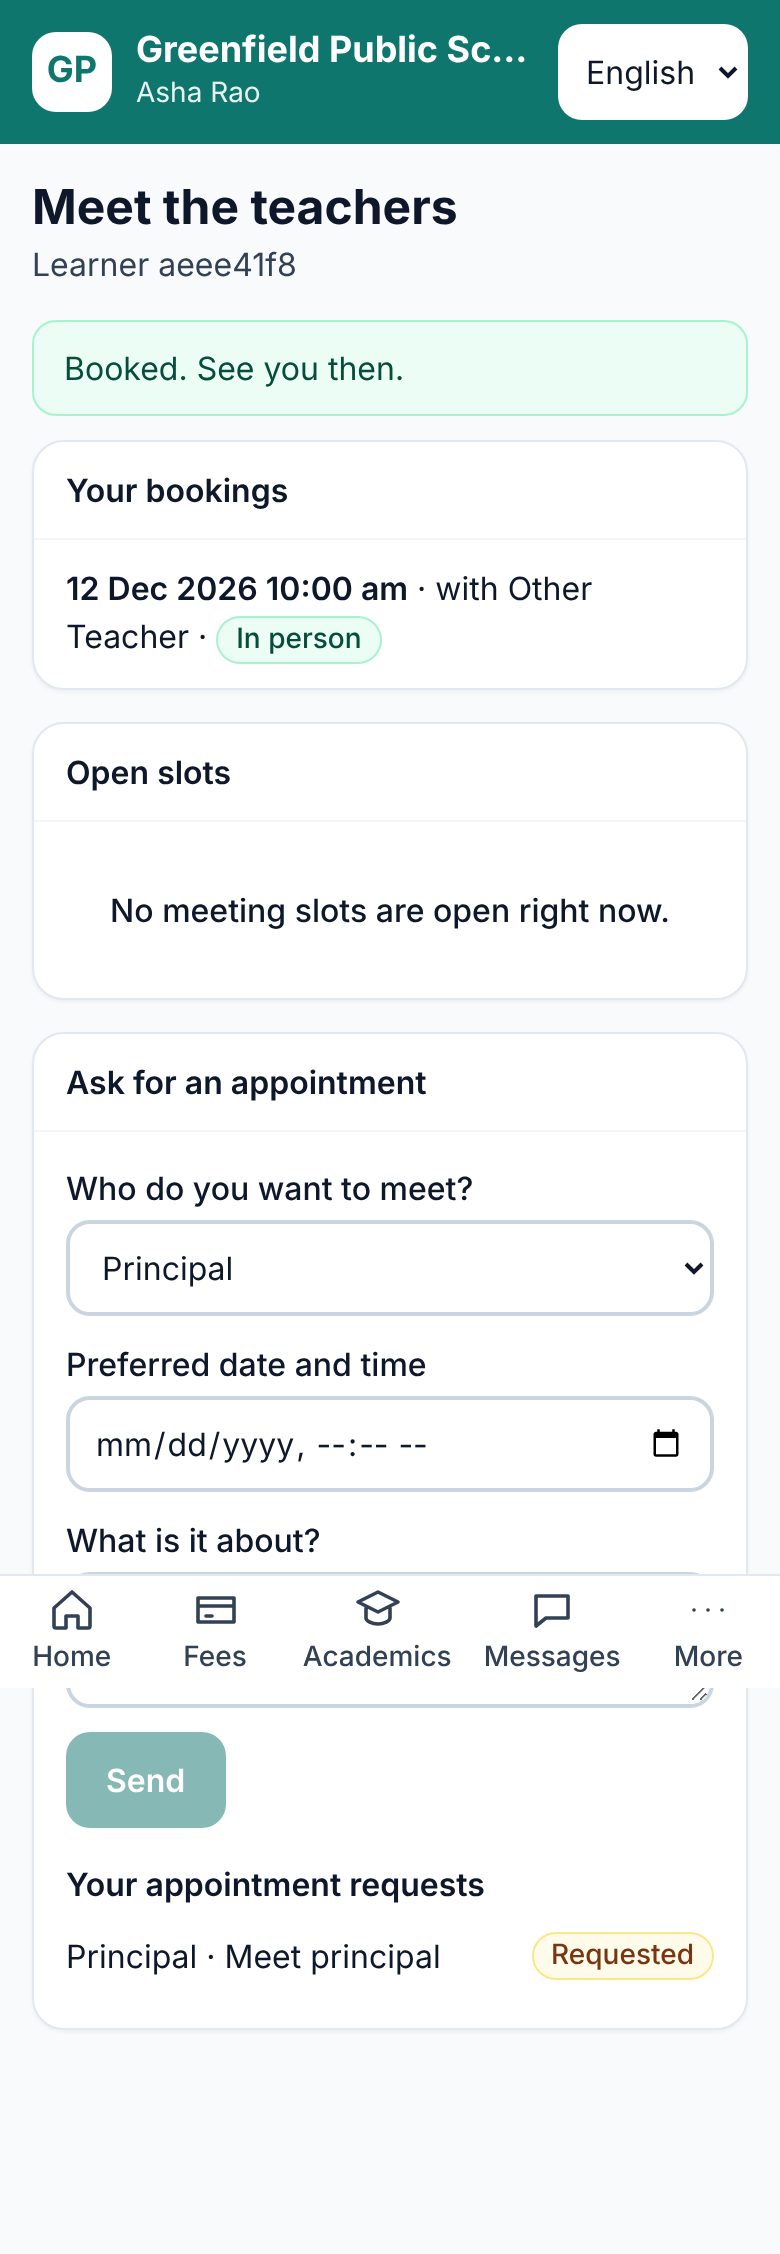 GP
Greenfield Public Sc...
Asha Rao
English
Meet the teachers
Learner aeee41f8
Booked. See you then.
Your bookings
12 Dec 2026 10:00 am · with Other
Teacher · In person
Open slots
No meeting slots are open right now.
Ask for an appointment
Who do you want to meet?
Principal
Preferred date and time
mm/dd/yyyy, --:-- --
What is it about?
Home
Fees
Academics
Messages
More
Send
Your appointment requests
Principal · Meet principal
Requested